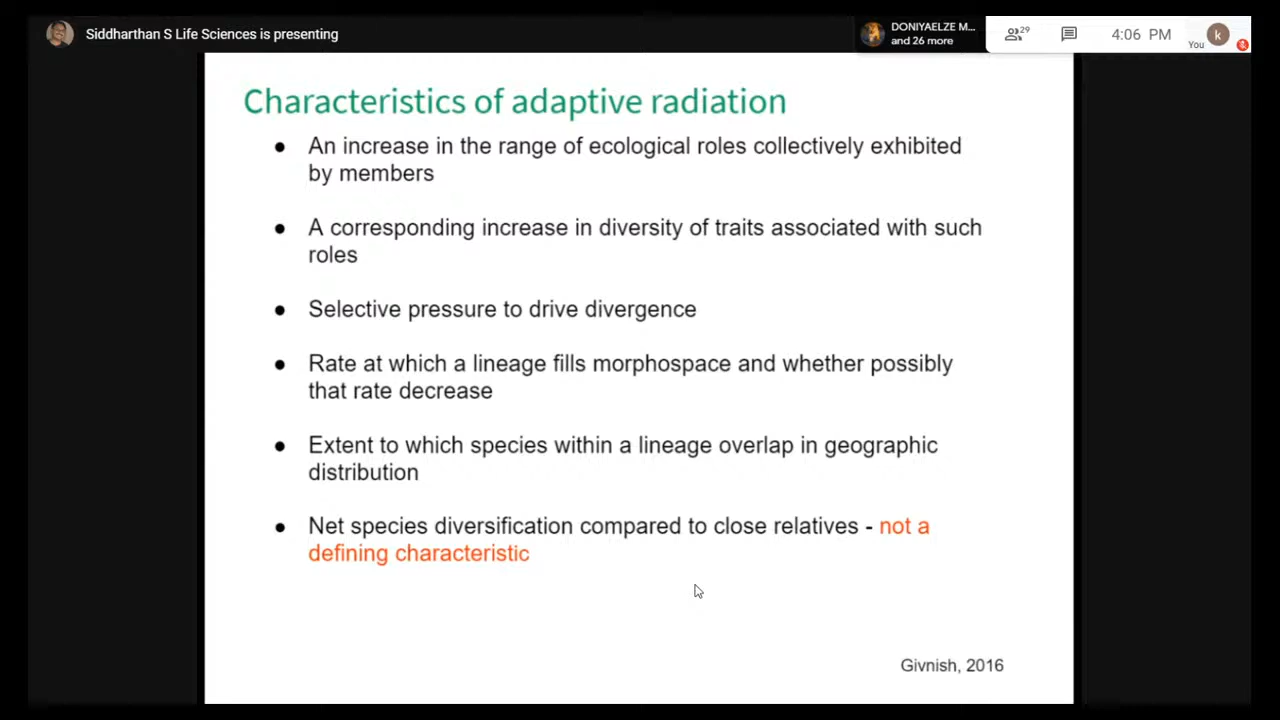 Siddharthan S Life Sciences is presenting
DONIYAELZE M...
and 26 more
29
4:06 PM
You
k
Characteristics of adaptive radiation
● An increase in the range of ecological roles collectively exhibited
by members
● A corresponding increase in diversity of traits associated with such
roles
● Selective pressure to drive divergence
● Rate at which a lineage fills morphospace and whether possibly
that rate decrease
● Extent to which species within a lineage overlap in geographic
distribution
● Net species diversification compared to close relatives - not a
defining characteristic
Givnish, 2016